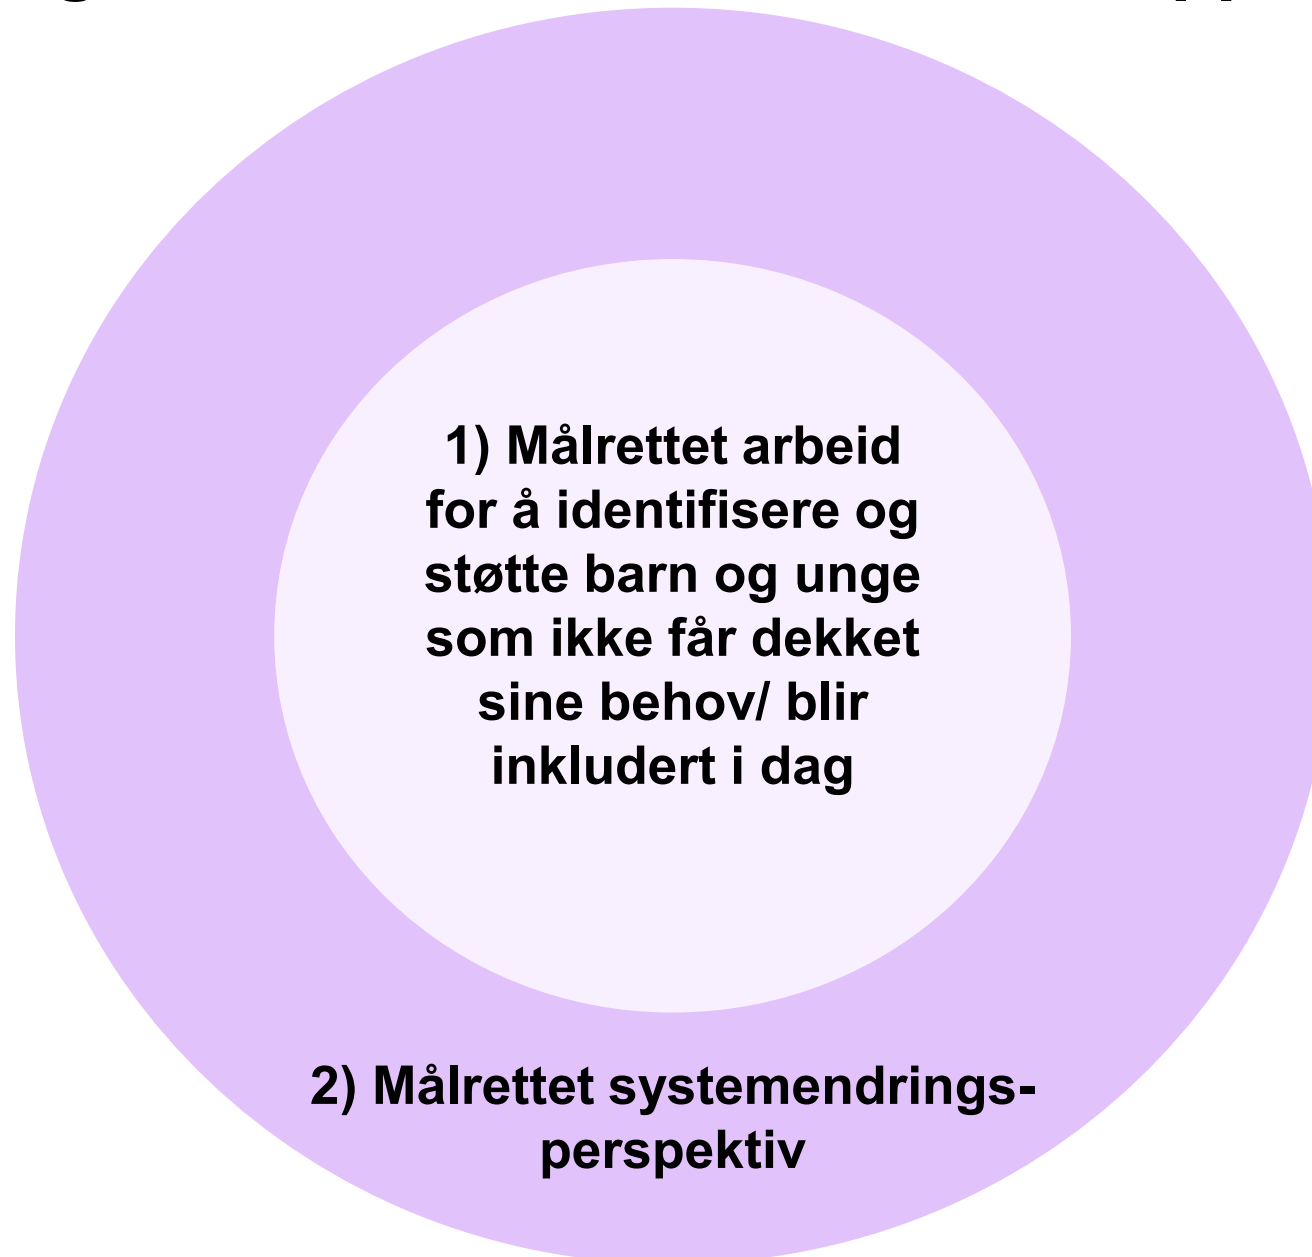 1) Målrettet arbeid
for å identifisere og
støtte barn og unge
som ikke får dekket
sine behov/ blir
inkludert i dag
2) Målrettet systemendrings-
perspektiv